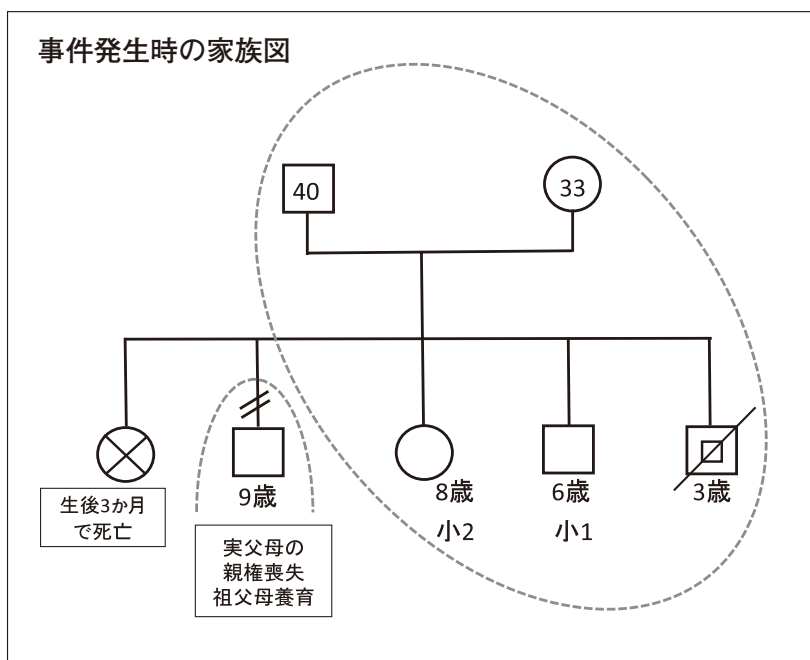 事件発生時の家族図
40
33
生後3か月
で死亡
9歳
実父母の
親権喪失
祖父母養育
8歳
小2
6歳
小1
3歳